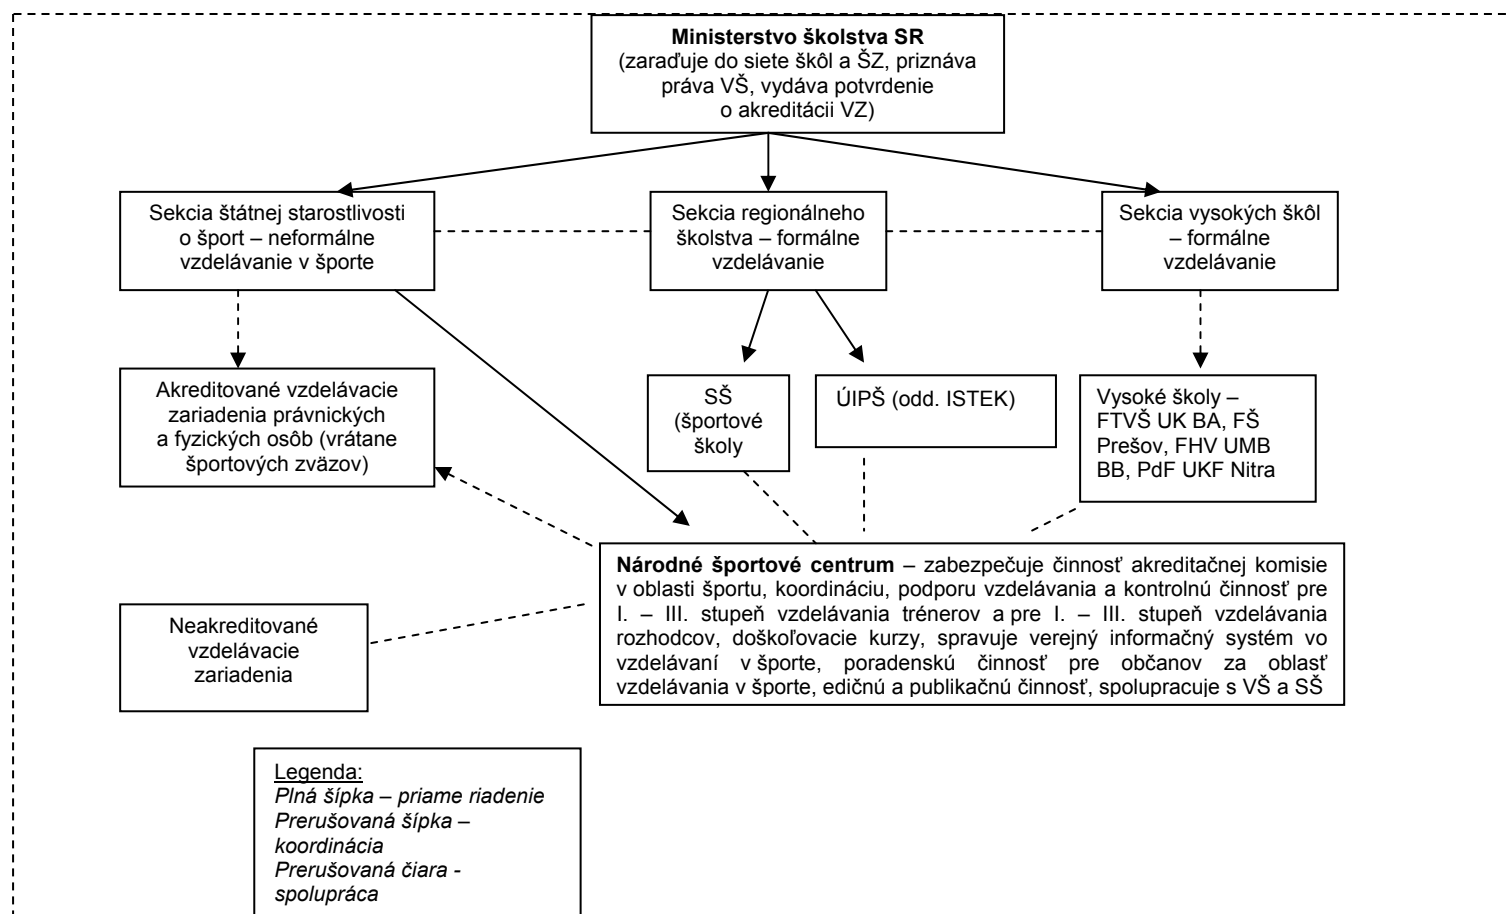 Ministerstvo školstva SR
(zaraďuje do siete škôl a ŠZ, priznáva
práva VŠ, vydáva potvrdenie
o akreditácii VZ)
Sekcia štátnej starostlivosti
o šport – neformálne
vzdelávanie v športe
Sekcia regionálneho
školstva – formálne
vzdelávanie
Sekcia vysokých škôl
– formálne
vzdelávanie
Akreditované vzdelávacie
zariadenia právnických
a fyzických osôb (vrátane
športových zväzov)
SŠ
(športové
školy
ÚIPŠ (odd. ISTEK)
Vysoké školy –
FTVŠ UK BA, FŠ
Prešov, FHV UMB
BB, PdF UKF Nitra
Národné športové centrum – zabezpečuje činnosť akreditačnej komisie
v oblasti športu, koordináciu, podporu vzdelávania a kontrolnú činnosť pre
I. – III. stupeň vzdelávania trénerov a pre I. – III. stupeň vzdelávania
rozhodcov, doškoľovacie kurzy, spravuje verejný informačný systém vo
vzdelávaní v športe, poradenskú činnosť pre občanov za oblasť
vzdelávania v športe, edičnú a publikačnú činnosť, spolupracuje s VŠ a SŠ
Neakreditované
vzdelávacie
zariadenia
Legenda:
Plná šípka – priame riadenie
Prerušovaná šípka –
koordinácia
Prerušovaná čiara -
spolupráca